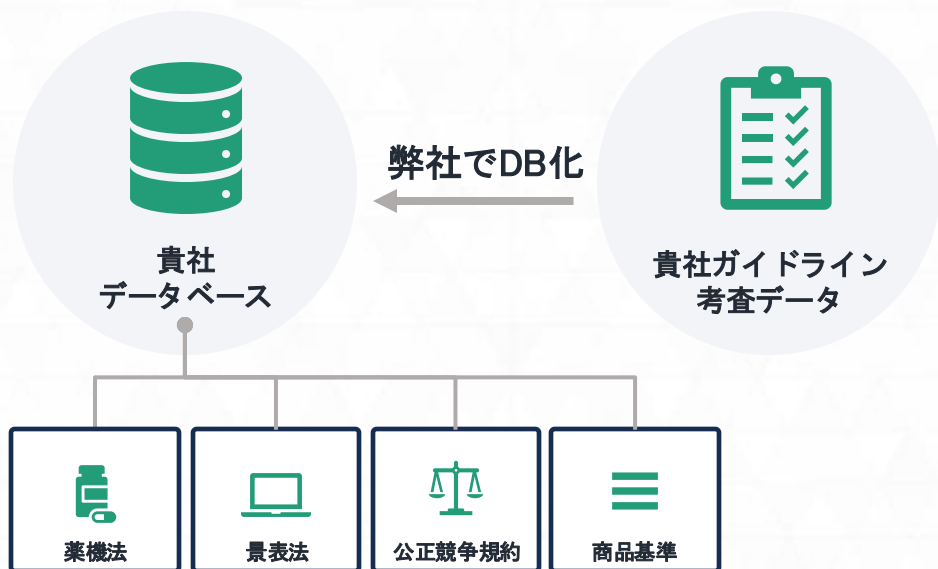 弊社でDB化
貴社
データベース
貴社ガイドライン
考査データ
薬機法
景表法
公正競争規約
商品基準